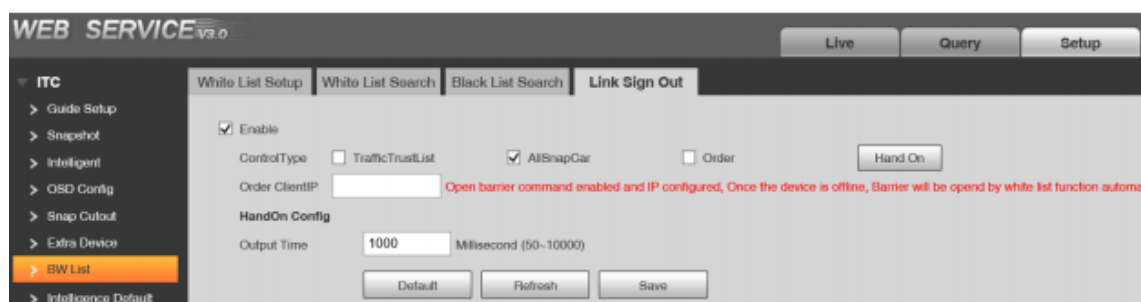 WEB SERVICE V3.0
Live Query Setup
ITC
White List Setup White List Search Black List Search Link Sign Out
Guide Setup
Enable
Snapshot
ControlType TrafficTrustList AllSnapCar Order Hand On
Intelligent
Order ClientIP Open barrier command enabled and IP configured, Once the device is offline, Barrier will be opend by white list function automa
OSD Config
HandOn Config
Snap Cutout
Extra Device
Output Time 1000 Millisecond (50~10000)
BW List
Default Refresh Save
Intelligence Default